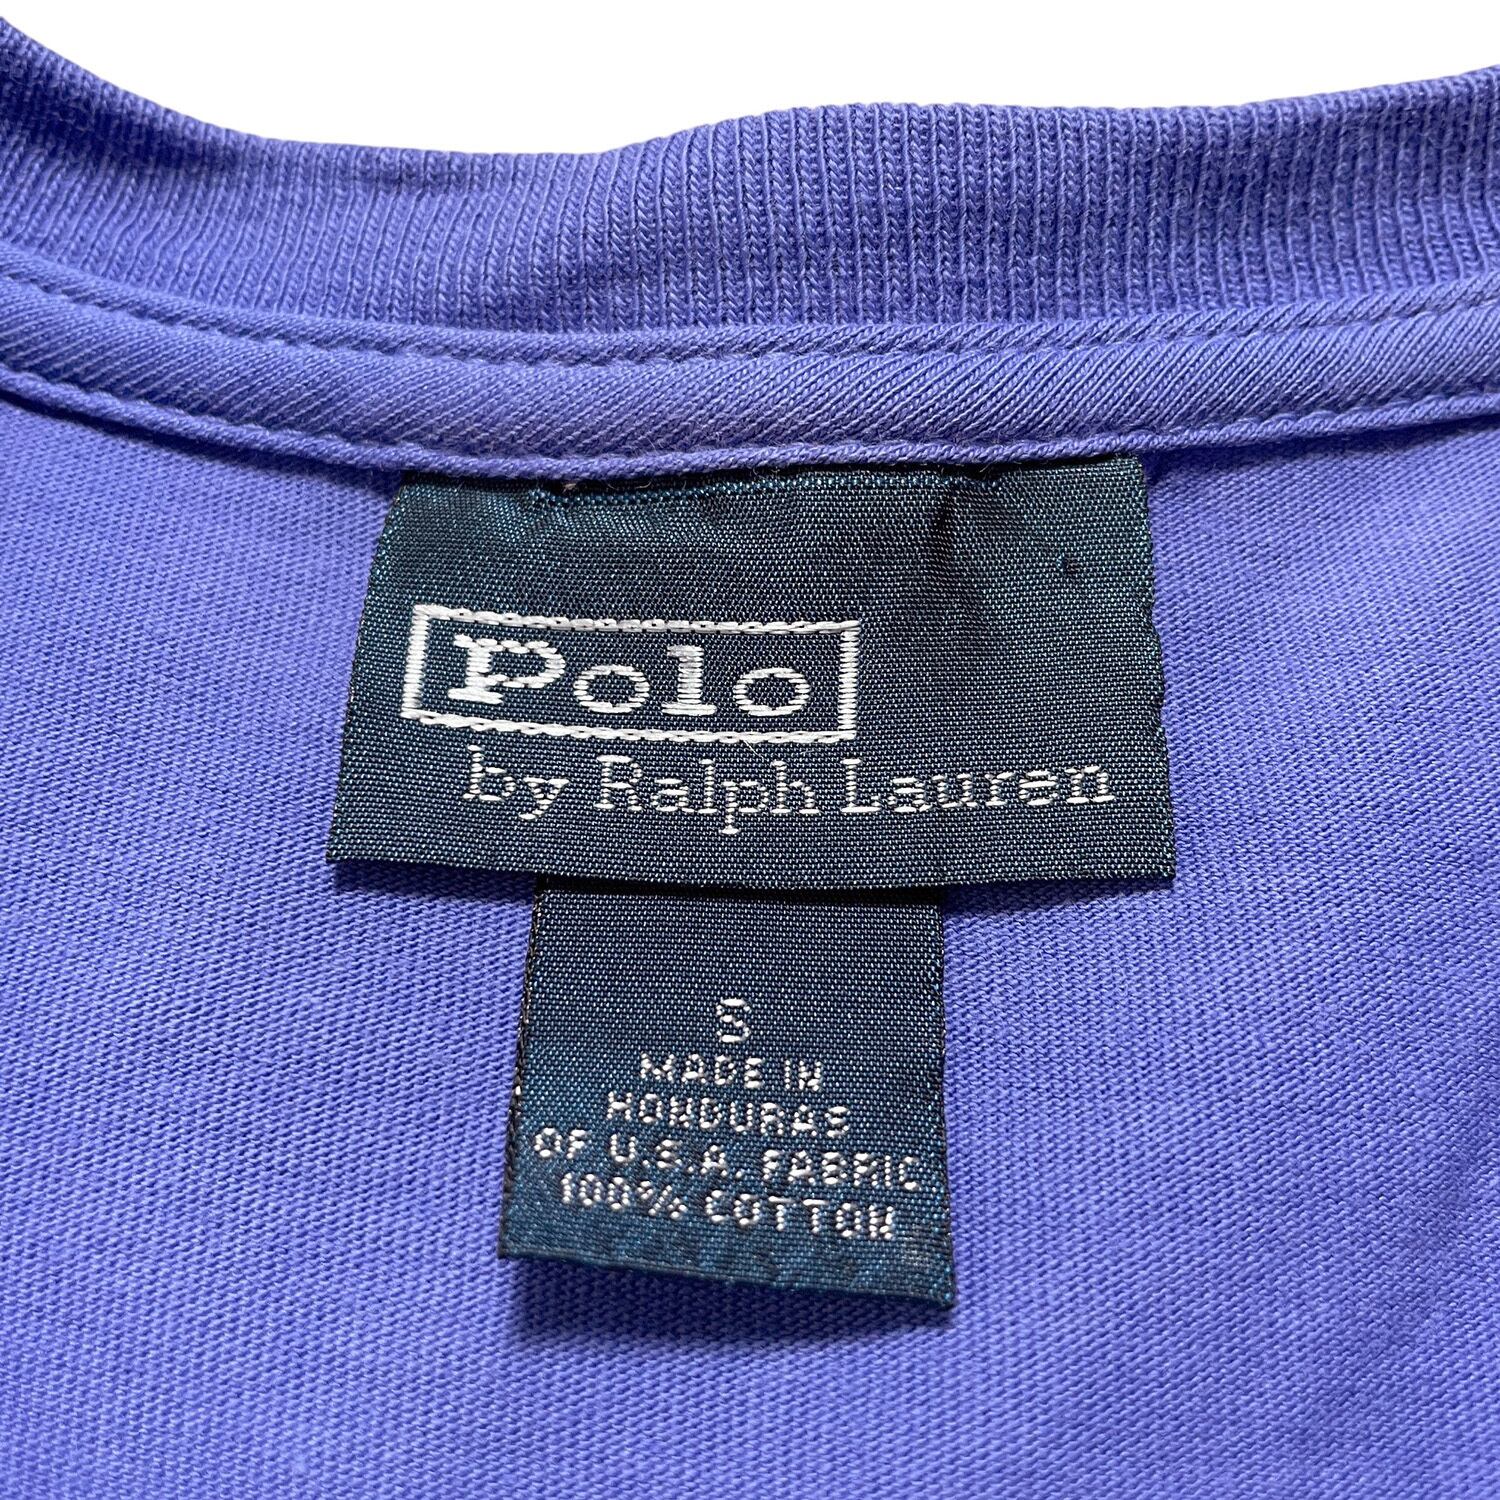 Polo
by Ralph Lauren
S
MADE IN
HONDURAS
OF U.S.A. FABRIC
100% COTTON